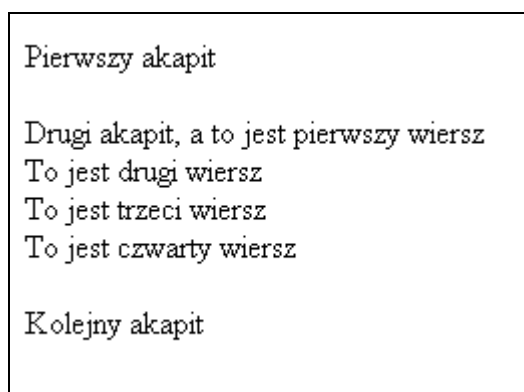 Pierwszy akapit
Drugi akapit, a to jest pierwszy wiersz
To jest drugi wiersz
To jest trzeci wiersz
To jest czwarty wiersz
Kolejny akapit